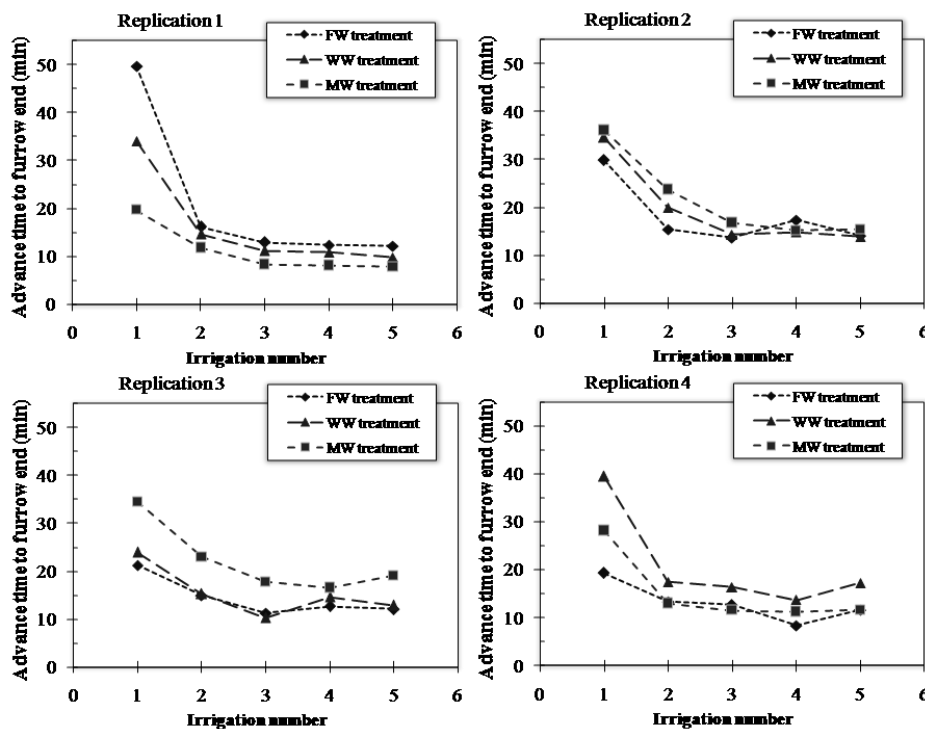 Replication 1
FW treatment
WW treatment
MW treatment
Advance time to furrow end (min)
50
40
30
20
10
0
0 1 2 3 4 5 6
Irrigation number
Replication 2
FW treatment
WW treatment
MW treatment
Advance time to furrow end (min)
50
40
30
20
10
0
0 1 2 3 4 5 6
Irrigation number
Replication 3
FW treatment
WW treatment
MW treatment
Advance time to furrow end (min)
50
40
30
20
10
0
0 1 2 3 4 5 6
Irrigation number
Replication 4
FW treatment
WW treatment
MW treatment
Advance time to furrow end (min)
50
40
30
20
10
0
0 1 2 3 4 5 6
Irrigation number